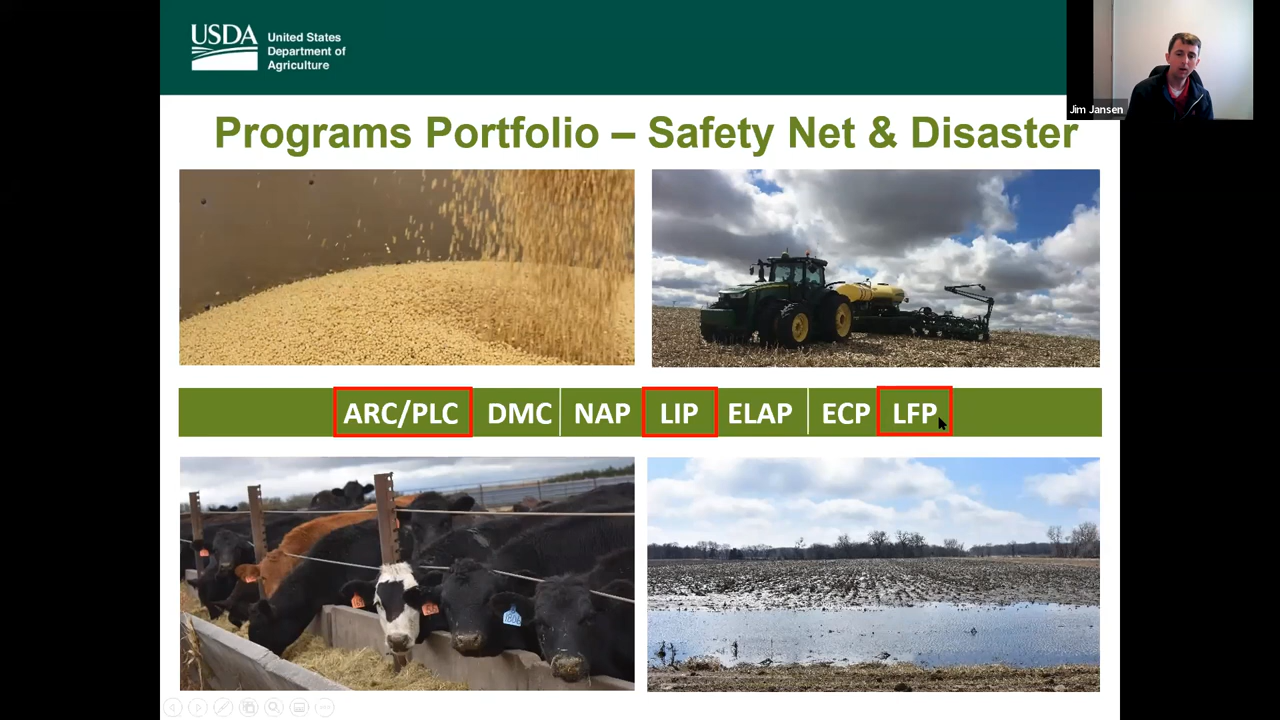 USDA
United States
Department of
Agriculture
Jim Jansen
Programs Portfolio – Safety Net & Disaster
ARC/PLC DMC NAP LIP ELAP ECP LFP